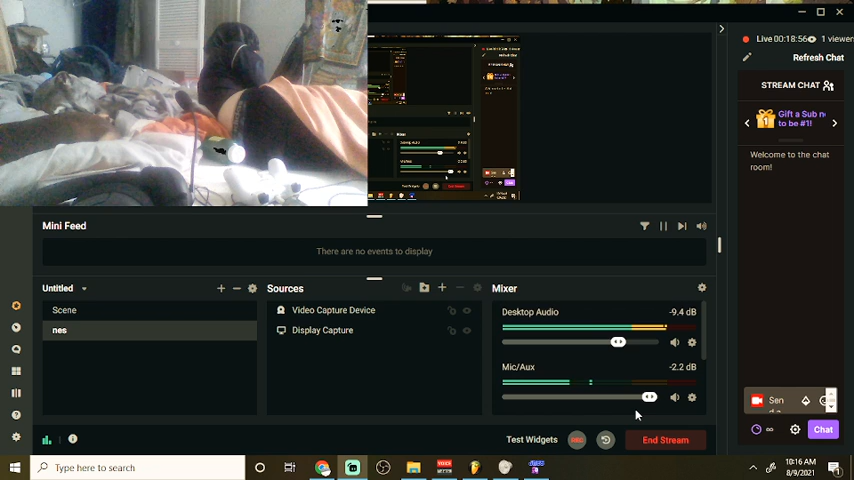 Live 00:18:56 1 viewers
Refresh Chat
STREAM CHAT
Gift a Sub n
to be #1!
Welcome to the chat
room!
Mini Feed
There are no events to display
Untitled
Scene
nes
Sources
Video Capture Device
Display Capture
Mixer
Desktop Audio -9.4 dB
Mic/Aux -2.2 dB
Test Widgets
REC
End Stream
Sen
Chat
Type here to search
10:16 AM
8/9/2021